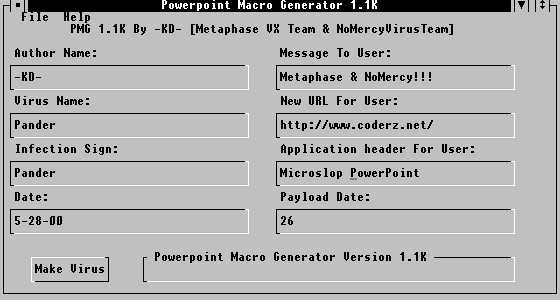 Powerpoint Macro Generator 1.1K
File Help
PMG 1.1K By -KD- [Metaphase VX Team & NoMercyVirusTeam]
Author Name: Message To User:
-KD- Metaphase & NoMercy!!!
Virus Name: New URL For User:
Pander http://www.coderz.net/
Infection Sign: Application header For User:
Pander Microslop PowerPoint
Date: Payload Date:
5-28-00 26
Powerpoint Macro Generator Version 1.1K
Make Virus